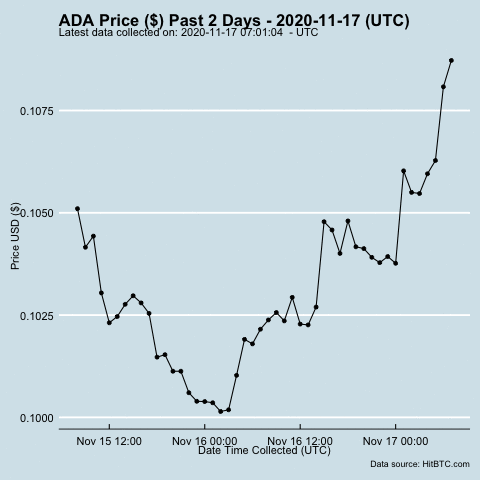 ADA Price ($) Past 2 Days - 2020-11-17 (UTC)
Latest data collected on: 2020-11-17 07:01:04 - UTC
Price USD ($)
0.1075
0.1050
0.1025
0.1000
Nov 15 12:00 Nov 16 00:00 Nov 16 12:00 Nov 17 00:00
Date Time Collected (UTC)
Data source: HitBTC.com